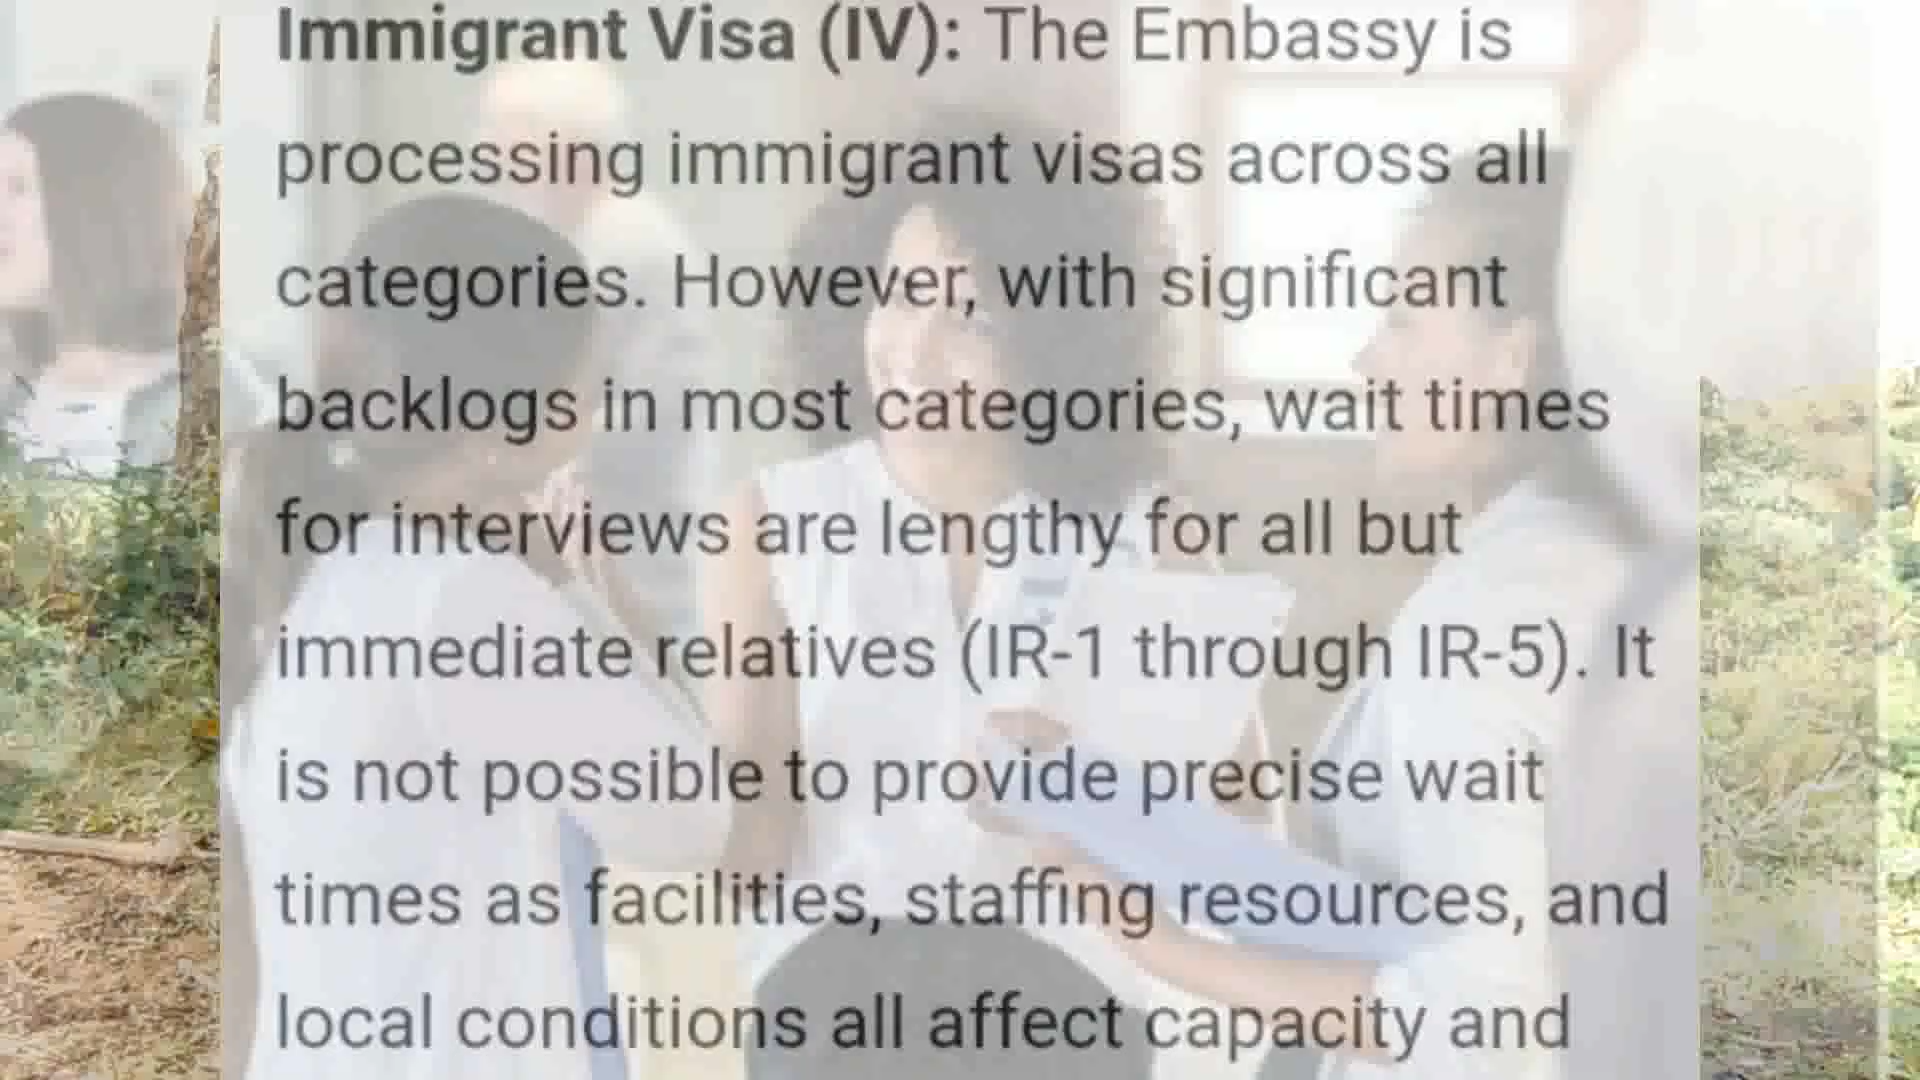 Immigrant Visa (IV): The Embassy is
processing immigrant visas across all
categories. However, with significant
backlogs in most categories, wait times
for interviews are lengthy for all but
immediate relatives (IR-1 through IR-5). It
is not possible to provide precise wait
times as facilities, staffing resources, and
local conditions all affect capacity and